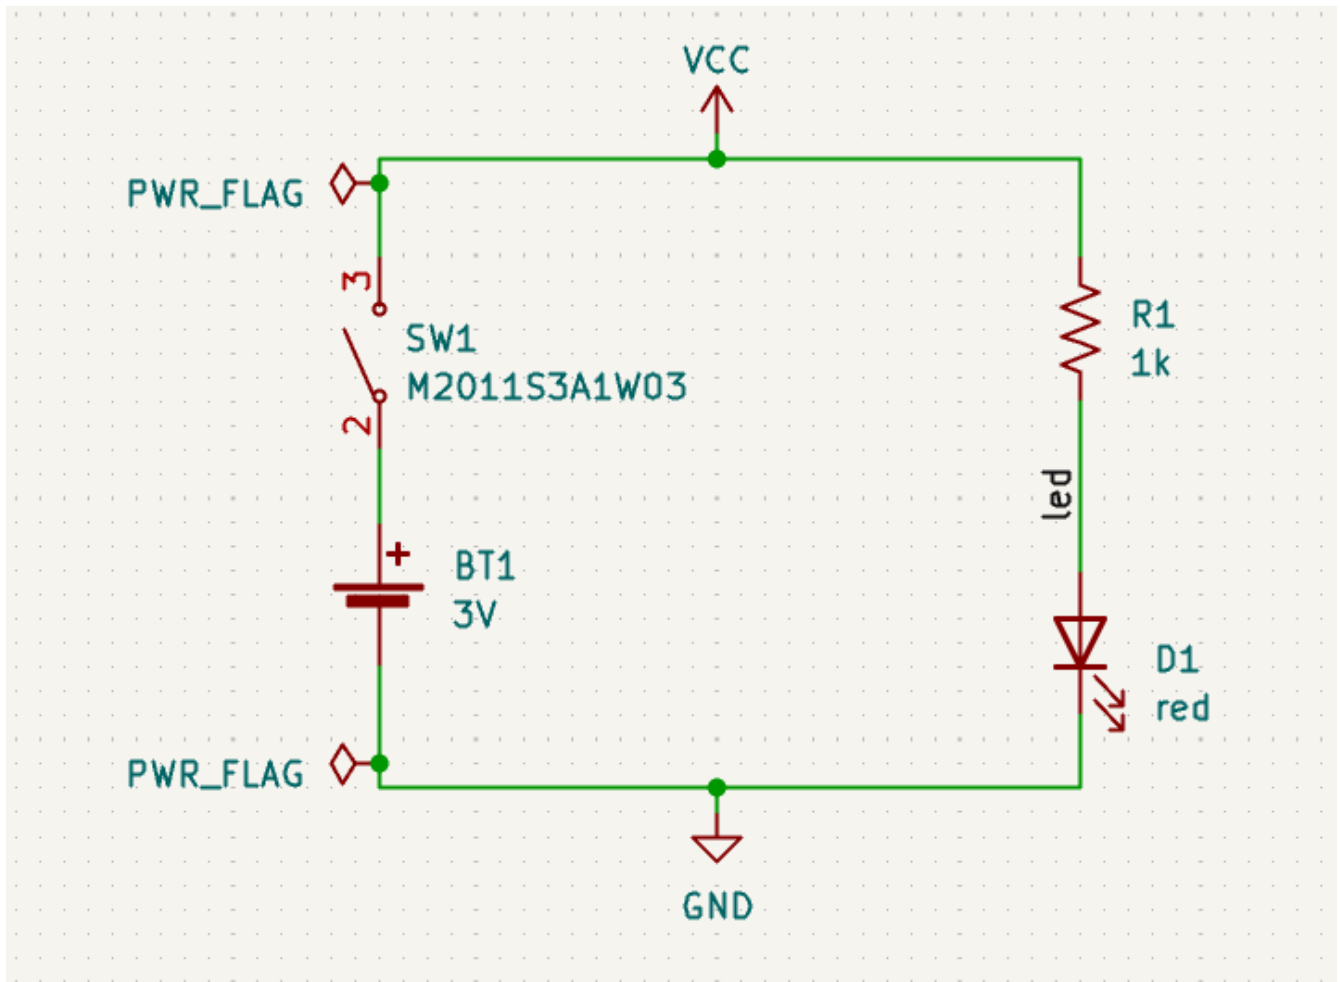 VCC
PWR_FLAG
3
SW1
M2011S3A1W03
2
R1
1k
led
+
BT1
3V
D1
red
PWR_FLAG
GND